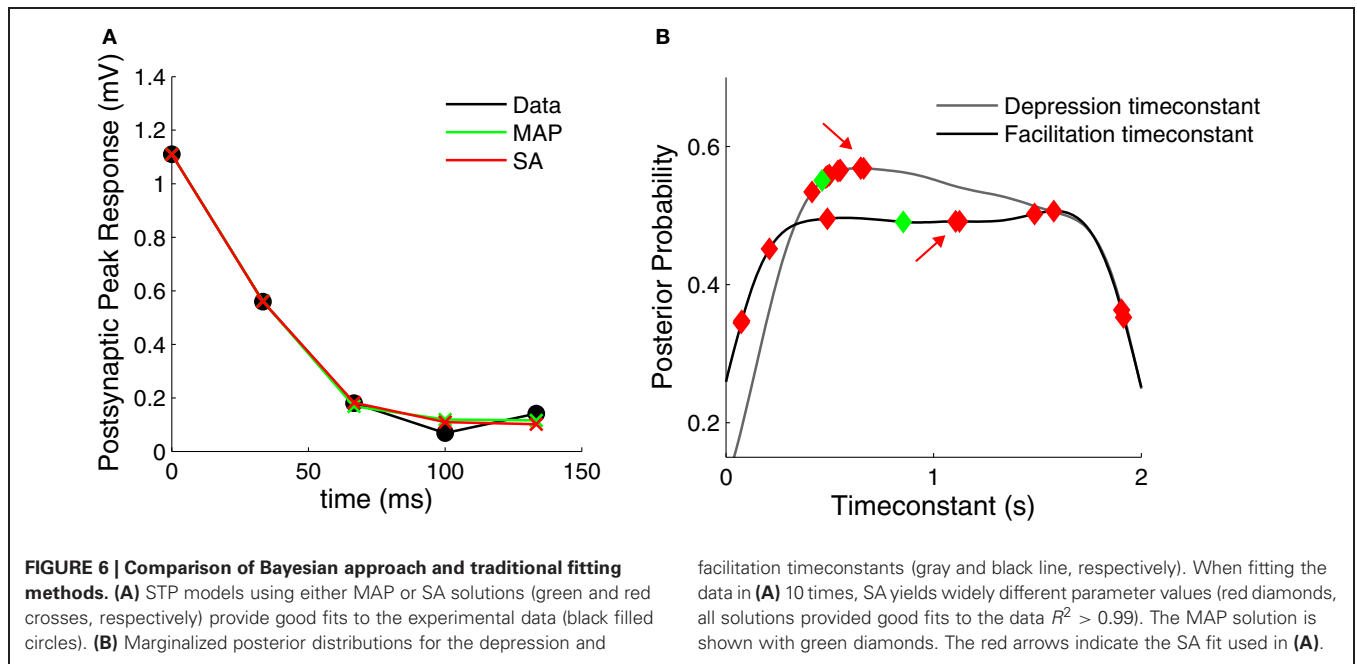 A
Postsynaptic Peak Response (mV)
1.4
1.2
1
0.8
0.6
0.4
0.2
0
0
50
100
150
time (ms)
Data
MAP
SA
B
Posterior Probability
0.6
0.4
0.2
0
1
2
Timeconstant (s)
Depression timeconstant
Facilitation timeconstant
FIGURE 6 | Comparison of Bayesian approach and traditional fitting
methods. (A) STP models using either MAP or SA solutions (green and red
crosses, respectively) provide good fits to the experimental data (black filled
circles). (B) Marginalized posterior distributions for the depression and
facilitation timeconstants (gray and black line, respectively). When fitting the
data in (A) 10 times, SA yields widely different parameter values (red diamonds,
all solutions provided good fits to the data R² > 0.99). The MAP solution is
shown with green diamonds. The red arrows indicate the SA fit used in (A).